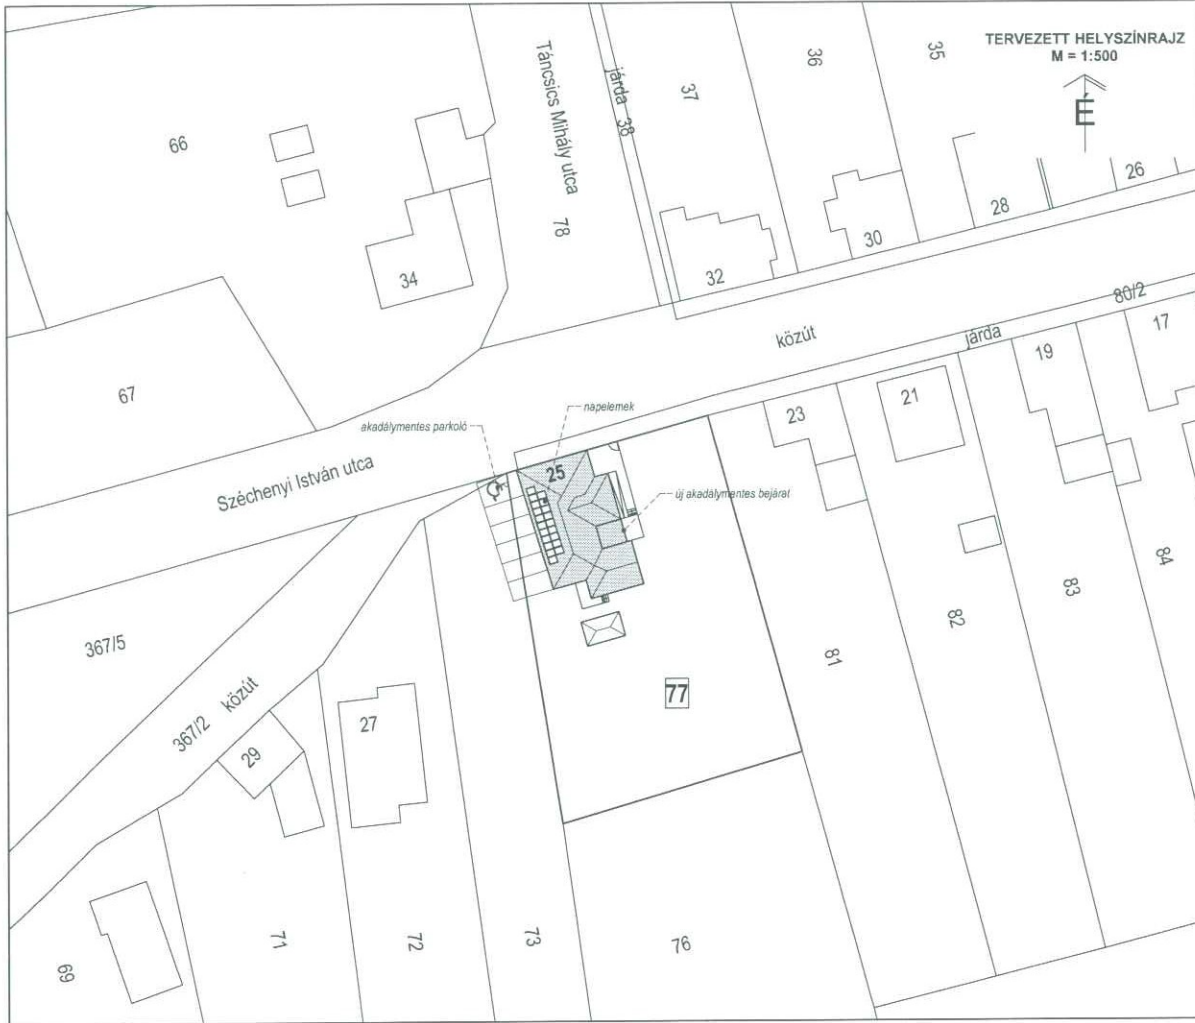 TERVEZETT HELYSZÍNRAJZ
M = 1:500
É
66
Táncsics Mihály utca
78
járda
38
37
36
35
34
32
30
28
26
67
közút
járda
80/2
napelemek
akadálymentes parkoló
Széchenyi István utca
25
új akadálymentes bejárat
23
21
19
17
367/5
367/2
közút
29
27
77
81
82
83
84
69
71
72
73
76